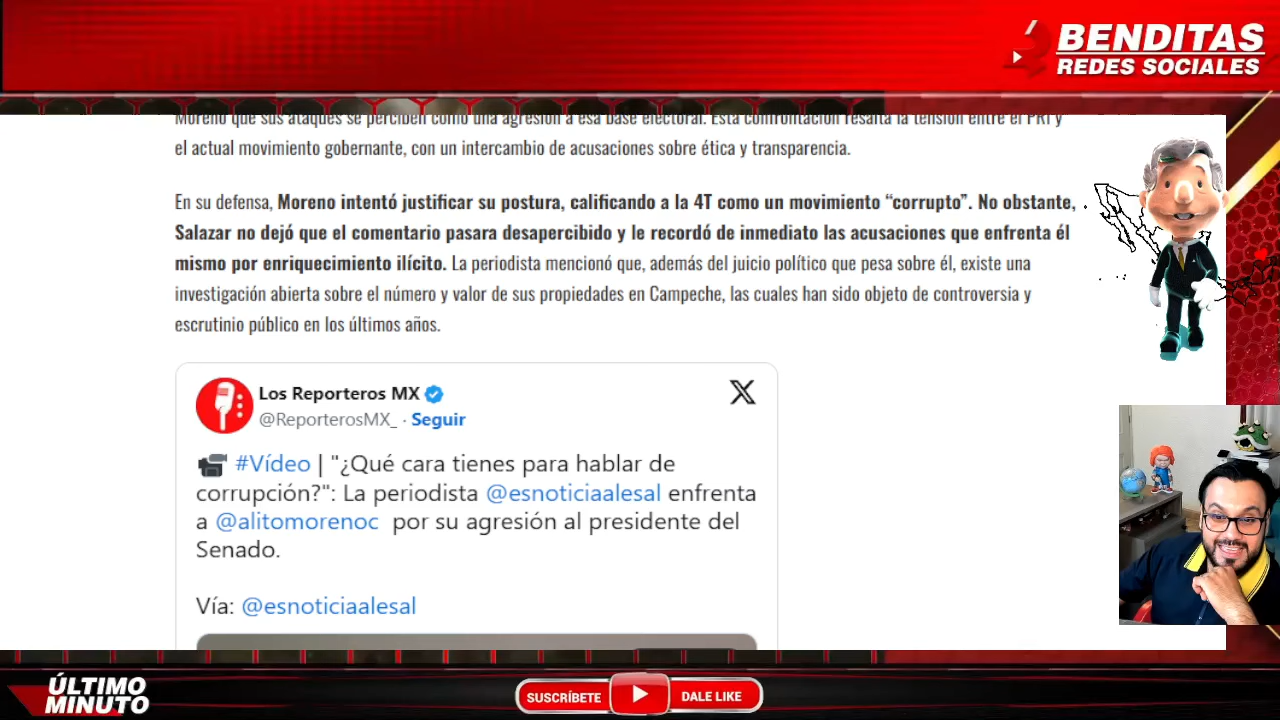 BENDITAS
REDES SOCIALES
Moreno que sus ataques se perciben como una agresión a esa base electoral. Esta confrontación resalta la tensión entre el PRI y
el actual movimiento gobernante, con un intercambio de acusaciones sobre ética y transparencia.
En su defensa, Moreno intentó justificar su postura, calificando a la 4T como un movimiento “corrupto”. No obstante,
Salazar no dejó que el comentario pasara desapercibido y le recordó de inmediato las acusaciones que enfrenta él
mismo por enriquecimiento ilícito. La periodista mencionó que, además del juicio político que pesa sobre él, existe una
investigación abierta sobre el número y valor de sus propiedades en Campeche, las cuales han sido objeto de controversia y
escrutinio público en los últimos años.
Los Reporteros MX
@ReporterosMX_ · Seguir
#Vídeo | "¿Qué cara tienes para hablar de
corrupción?": La periodista @esnoticiaalesal enfrenta
a @alitomorenoc por su agresión al presidente del
Senado.
Vía: @esnoticiaalesal
ÚLTIMO
MINUTO
SUSCRÍBETE
DALE LIKE